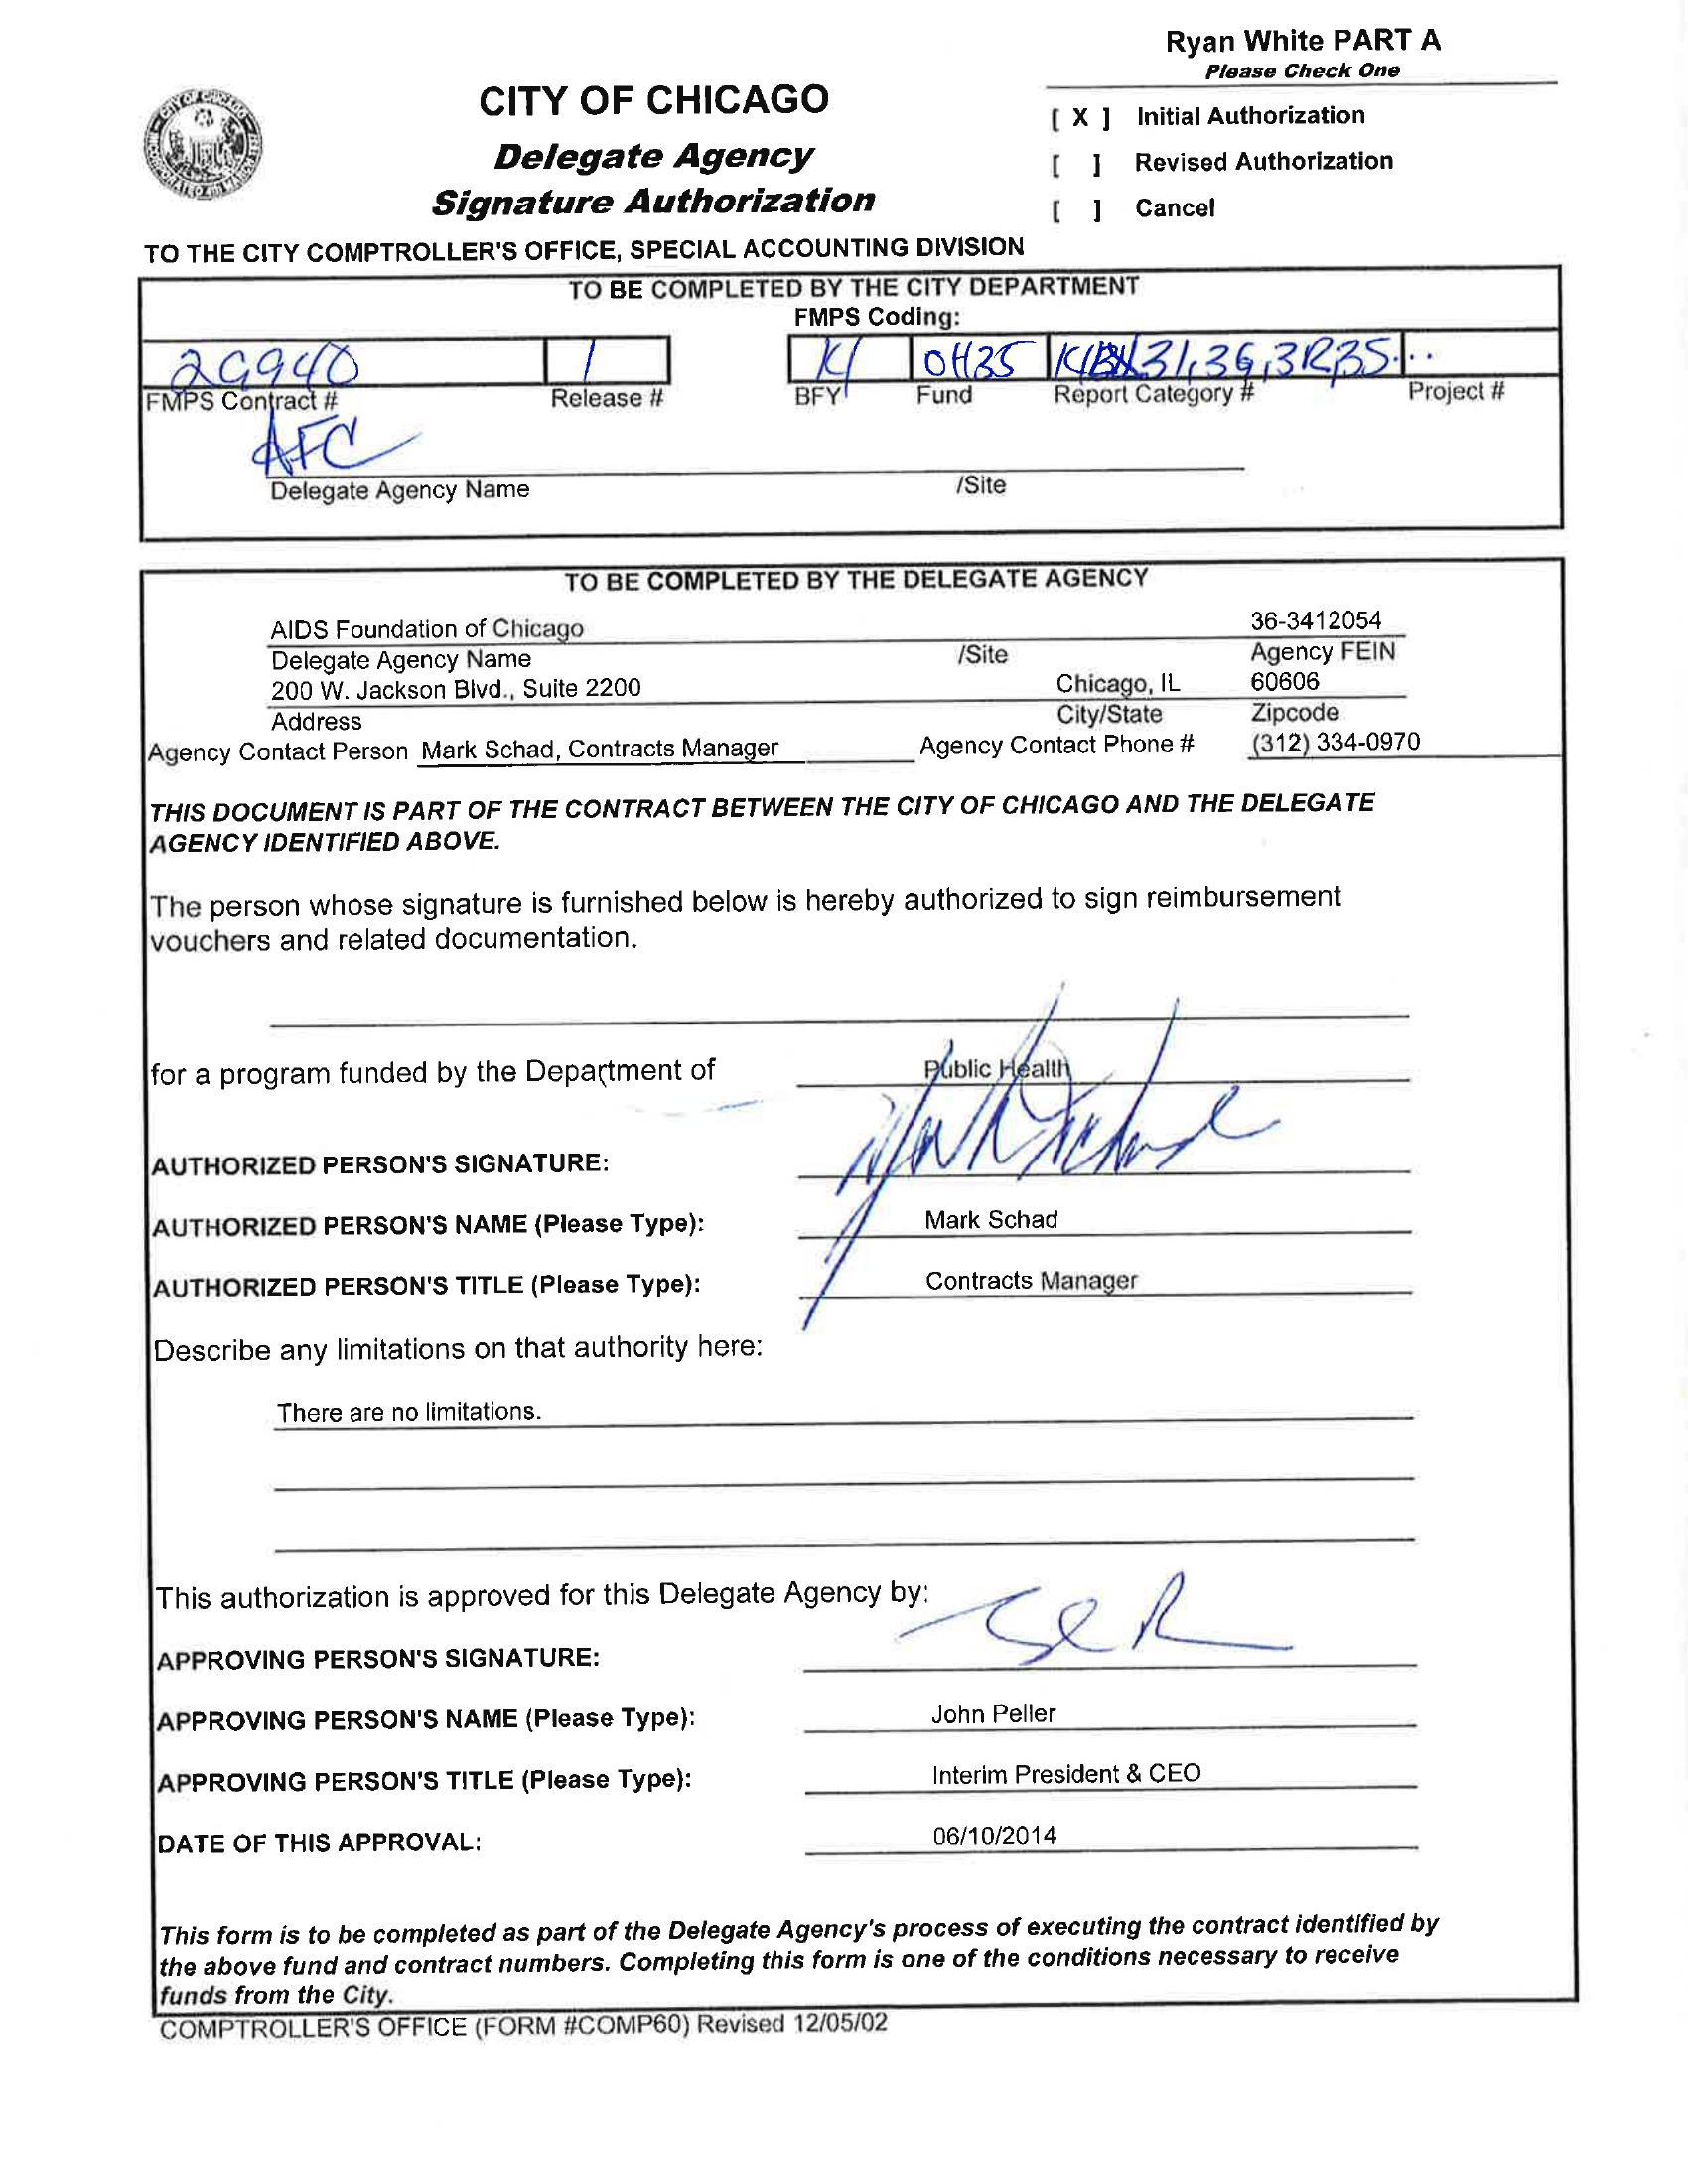 Ryan White PART A
Please Check One
CITY OF CHICAGO
Delegate Agency
Signature Authorization
[ X ] Initial Authorization
[ ] Revised Authorization
[ ] Cancel
TO THE CITY COMPTROLLER'S OFFICE, SPECIAL ACCOUNTING DIVISION
TO BE COMPLETED BY THE CITY DEPARTMENT
FMPS Coding:
29940 1 0H35
FMPS Contract # Release # BFY Fund Report Category # Project #
AFC
Delegate Agency Name /Site
TO BE COMPLETED BY THE DELEGATE AGENCY
AIDS Foundation of Chicago 36-3412054
Delegate Agency Name /Site Agency FEIN
200 W. Jackson Blvd., Suite 2200 Chicago, IL 60606
Address City/State Zipcode
Agency Contact Person Mark Schad, Contracts Manager Agency Contact Phone # (312) 334-0970
THIS DOCUMENT IS PART OF THE CONTRACT BETWEEN THE CITY OF CHICAGO AND THE DELEGATE
AGENCY IDENTIFIED ABOVE.
The person whose signature is furnished below is hereby authorized to sign reimbursement
vouchers and related documentation.
for a program funded by the Department of Public Health
AUTHORIZED PERSON'S SIGNATURE:
AUTHORIZED PERSON'S NAME (Please Type): Mark Schad
AUTHORIZED PERSON'S TITLE (Please Type): Contracts Manager
Describe any limitations on that authority here:
There are no limitations.
This authorization is approved for this Delegate Agency by:
APPROVING PERSON'S SIGNATURE:
APPROVING PERSON'S NAME (Please Type): John Peller
APPROVING PERSON'S TITLE (Please Type): Interim President & CEO
DATE OF THIS APPROVAL: 06/10/2014
This form is to be completed as part of the Delegate Agency's process of executing the contract identified by
the above fund and contract numbers. Completing this form is one of the conditions necessary to receive
funds from the City.
COMPTROLLER'S OFFICE (FORM #COMP60) Revised 12/05/02